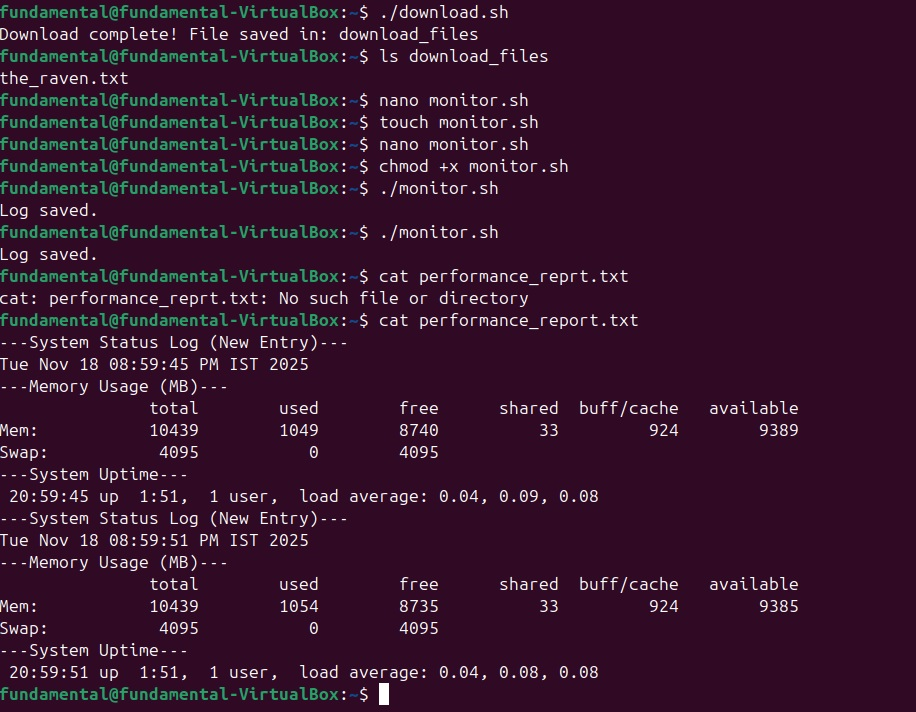 fundamental@fundamental-VirtualBox:~$ ./download.sh
Download complete! File saved in: download_files
fundamental@fundamental-VirtualBox:~$ ls download_files
the_raven.txt
fundamental@fundamental-VirtualBox:~$ nano monitor.sh
fundamental@fundamental-VirtualBox:~$ touch monitor.sh
fundamental@fundamental-VirtualBox:~$ nano monitor.sh
fundamental@fundamental-VirtualBox:~$ chmod +x monitor.sh
fundamental@fundamental-VirtualBox:~$ ./monitor.sh
Log saved.
fundamental@fundamental-VirtualBox:~$ ./monitor.sh
Log saved.
fundamental@fundamental-VirtualBox:~$ cat performance_reprt.txt
cat: performance_reprt.txt: No such file or directory
fundamental@fundamental-VirtualBox:~$ cat performance_report.txt
---System Status Log (New Entry)---
Tue Nov 18 08:59:45 PM IST 2025
---Memory Usage (MB)---
               total        used        free      shared  buff/cache   available
Mem:           10439        1049        8740          33         924        9389
Swap:           4095           0        4095
---System Uptime---
 20:59:45 up  1:51,  1 user,  load average: 0.04, 0.09, 0.08
---System Status Log (New Entry)---
Tue Nov 18 08:59:51 PM IST 2025
---Memory Usage (MB)---
               total        used        free      shared  buff/cache   available
Mem:           10439        1054        8735          33         924        9385
Swap:           4095           0        4095
---System Uptime---
 20:59:51 up  1:51,  1 user,  load average: 0.04, 0.08, 0.08
fundamental@fundamental-VirtualBox:~$